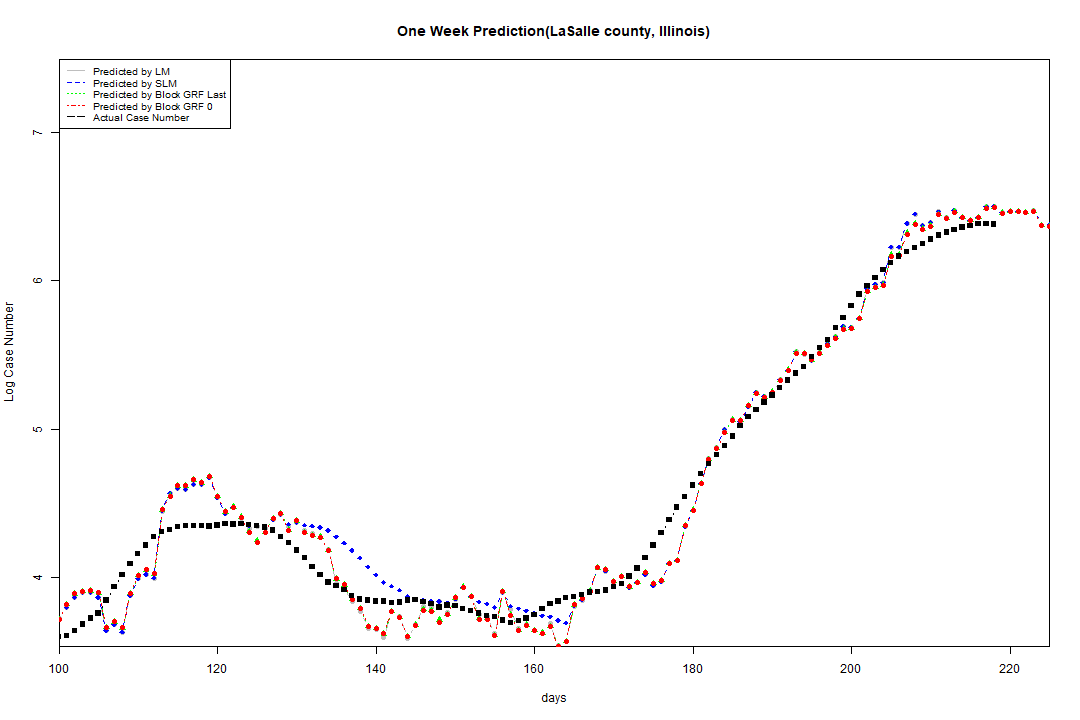 One Week Prediction(LaSalle county, Illinois)
Predicted by LM
Predicted by SLM
Predicted by Block GRF Last
Predicted by Block GRF 0
Actual Case Number
7
6
5
4
Log Case Number
100 120 140 160 180 200 220
days